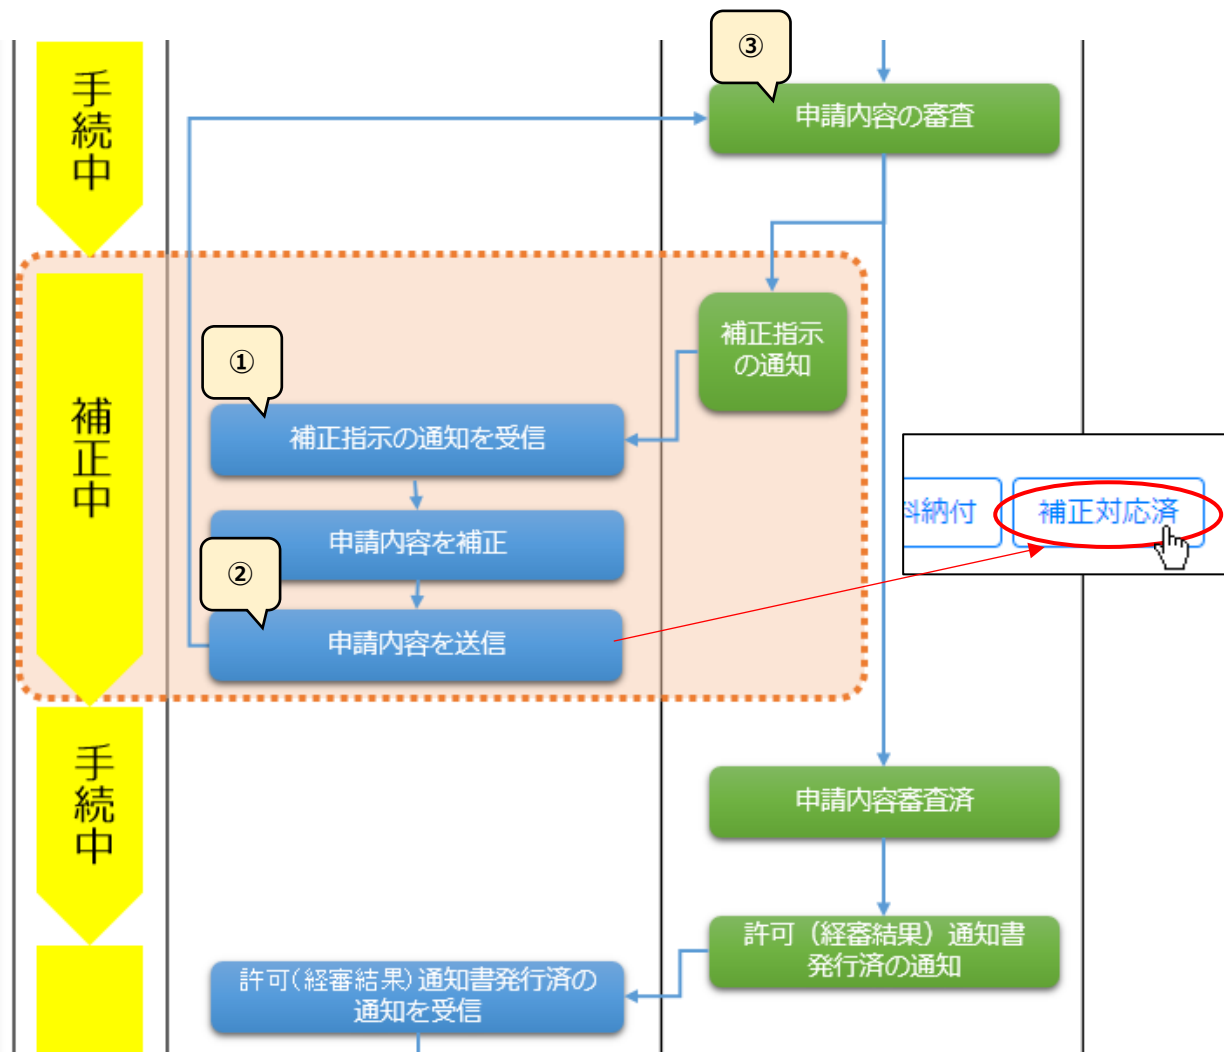 手続中
③
申請内容の審査
補正指示
の通知
①
補正指示の通知を受信
補正中
料納付
補正対応済
申請内容を補正
②
申請内容を送信
手続中
申請内容審査済
許可（経審結果）通知書
発行済の通知
許可(経審結果)通知書発行済の
通知を受信